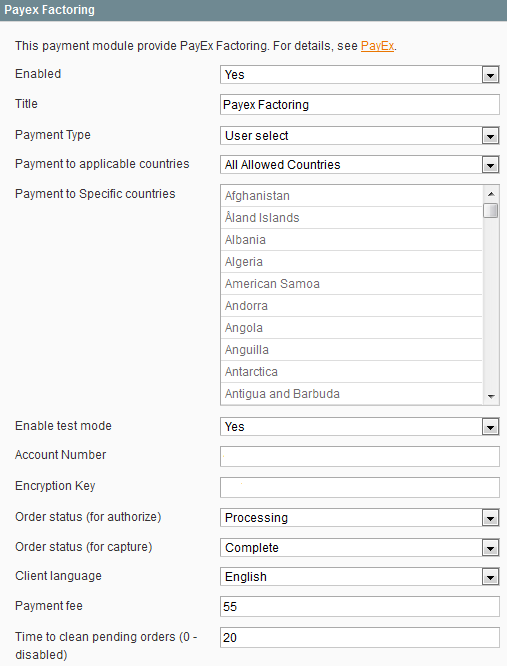 Payex Factoring
This payment module provide PayEx Factoring. For details, see PayEx.
Enabled Yes
Title Payex Factoring
Payment Type User select
Payment to applicable countries All Allowed Countries
Payment to Specific countries Afghanistan
Åland Islands
Albania
Algeria
American Samoa
Andorra
Angola
Anguilla
Antarctica
Antigua and Barbuda
Enable test mode Yes
Account Number
Encryption Key
Order status (for authorize) Processing
Order status (for capture) Complete
Client language English
Payment fee 55
Time to clean pending orders (0 - 20
disabled)